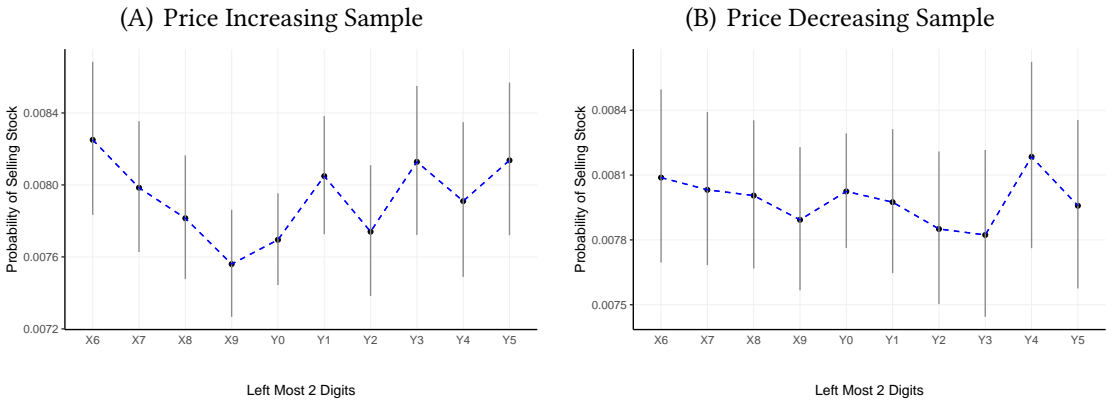 (A) Price Increasing Sample
Probability of Selling Stock
0.0084
0.0080
0.0076
0.0072
X6 X7 X8 X9 Y0 Y1 Y2 Y3 Y4 Y5
Left Most 2 Digits
(B) Price Decreasing Sample
Probability of Self Selling Stock
0.0084
0.0081
0.0078
0.0075
X6 X7 X8 X9 Y0 Y1 Y2 Y3 Y4 Y5
Left Most 2 Digits